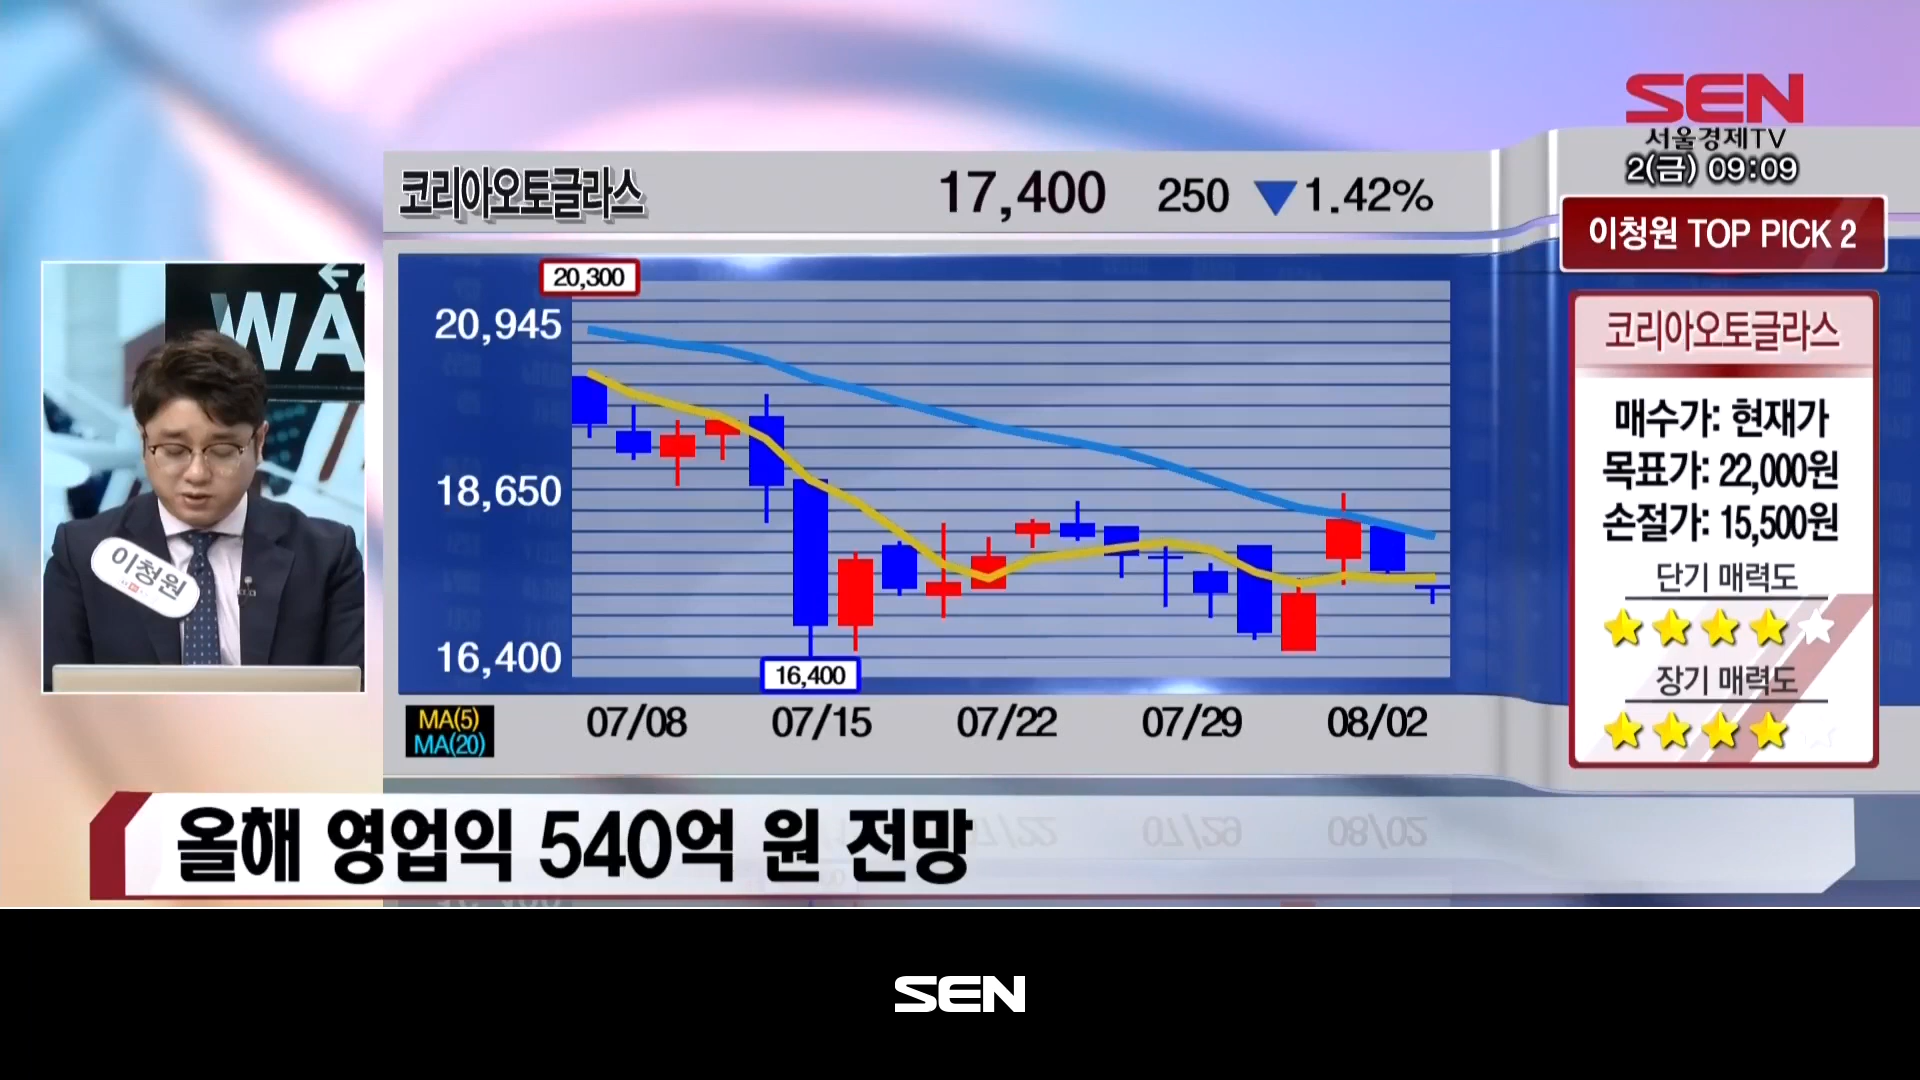 SEN
서울경제TV
2(금) 09:09
코리아오토글라스 17,400 250 ▼1.42%
이청원 TOP PICK 2
20,300
20,945
18,650
16,400
16,400
MA(5)
MA(20)
07/08 07/15 07/22 07/29 08/02
코리아오토글라스
매수가: 현재가
목표가: 22,000원
손절가: 15,500원
단기 매력도
장기 매력도
WA
이청원
올해 영업익 540억 원 전망
SEN